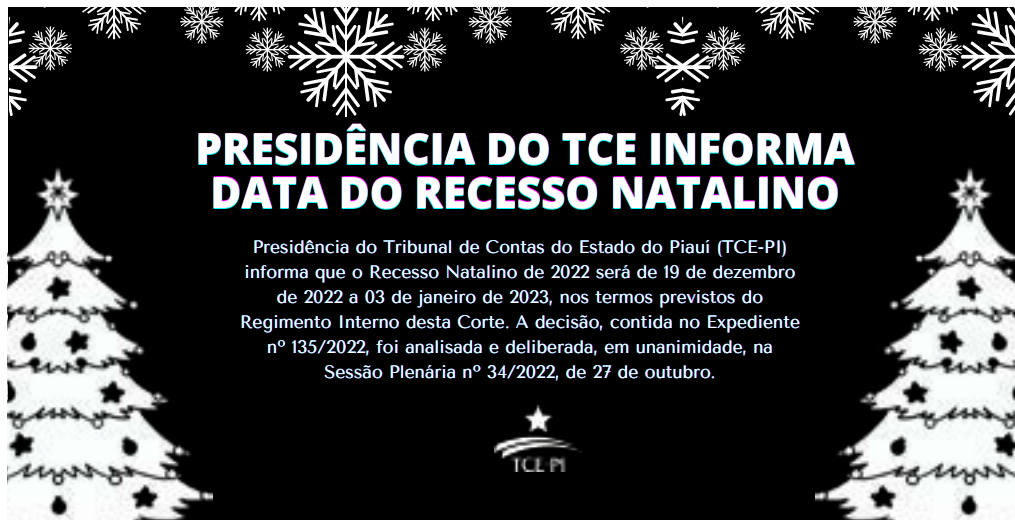 PRESIDÊNCIA DO TCE INFORMA
DATA DO RECESSO NATALINO
Presidência do Tribunal de Contas do Estado do Piauí (TCE-PI)
informa que o Recesso Natalino de 2022 será de 19 de dezembro
de 2022 a 03 de janeiro de 2023, nos termos previstos do
Regimento Interno desta Corte. A decisão, contida no Expediente
nº 135/2022, foi analisada e deliberada, em unanimidade, na
Sessão Plenária nº 34/2022, de 27 de outubro.
TCE PI